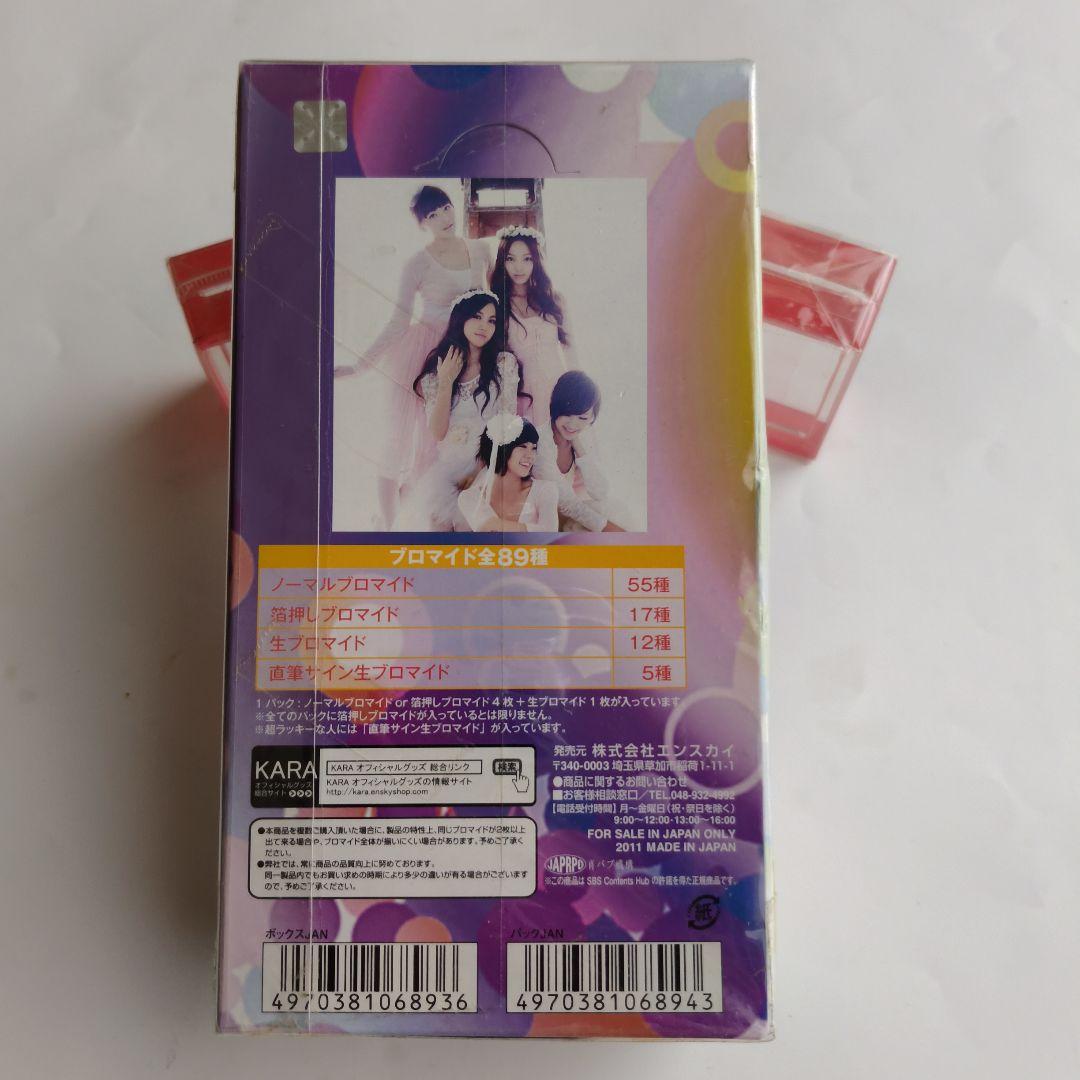 ブロマイド全89種
ノーマルブロマイド 55種
箔押しブロマイド 17種
生ブロマイド 12種
直筆サイン生ブロマイド 5種
1パック：ノーマルブロマイド or 箔押しブロマイド4枚＋生ブロマイド1枚が入っています
※全てのパックに箔押しブロマイドが入っているとは限りません。
※超ラッキーな人には「直筆サイン生ブロマイド」が入っています。
KARA
オフィシャルグッズ
総合サイト
KARA オフィシャルグッズ 総合リンク 検索
KARA オフィシャルグッズの情報サイト
http://kara.enskyshop.com
●本商品を複数ご購入頂いた場合に、製品の特性上、同じブロマイドが2枚以上
出て来る場合や、ブロマイド全体が揃いにくい場合があります。予めご了承く
ださい。
●弊社では、常に商品の品質向上に努めております。
同一製品内でもお買い求めの時期により多少の違いが有る場合がございます
ので、予めご了承ください。
発売元 株式会社エンスカイ
〒340-0003 埼玉県草加市稲荷1-11-1
●商品に関するお問い合わせ
■お客様相談窓口／TEL.048-932-4992
【電話受付時間】月〜金曜日（祝・祭日を除く）
9:00〜12:00・13:00〜16:00
FOR SALE IN JAPAN ONLY
2011 MADE IN JAPAN
JAPRPO
※この商品は SBS Contents Hub の許諾を得た正規商品です。
紙
ボックスJAN
4970381068936
パックJAN
4970381068943